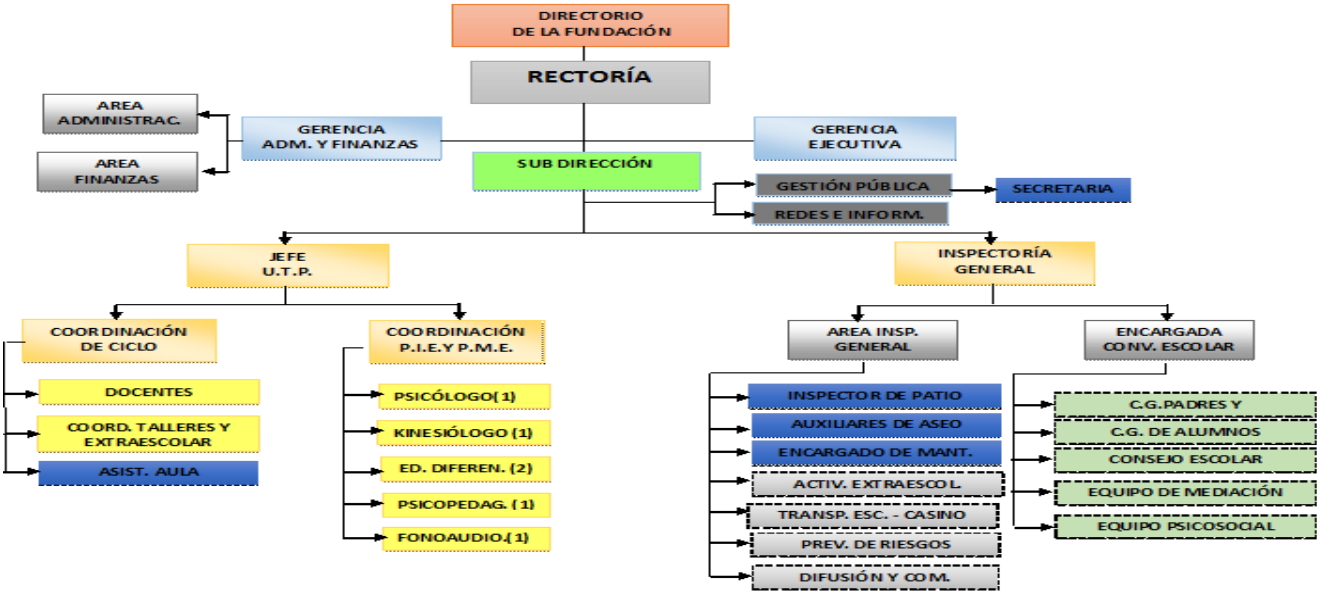 DIRECTORIO
DE LA FUNDACIÓN
RECTORÍA
AREA
ADMINISTRAC.
GERENCIA
ADM. Y FINANZAS
GERENCIA
EJECUTIVA
AREA
FINANZAS
SUB DIRECCIÓN
GESTIÓN PÚBLICA
SECRETARIA
REDES E INFORM.
JEFE
U.T.P.
INSPECTORÍA
GENERAL
COORDINACIÓN
DE CICLO
COORDINACIÓN
P.I.E.Y P.M.E.
AREA INSP.
GENERAL
ENCARGADA
CONV. ESCOLAR
DOCENTES
COORD. TALLERES Y
EXTRAESCOLAR
ASIST. AULA
PSICÓLOGO(1)
KINESIÓLOGO (1)
ED. DIFEREN. (2)
PSICOPEDAG. (1)
FONOAUDIO.(1)
INSPECTOR DE PATIO
AUXILIARES DE ASEO
ENCARGADO DE MANT.
ACTIV. EXTRAESCOL.
TRANSP. ESC. - CASINO
PREV. DE RIESGOS
DIFUSIÓN Y COM.
C.G.PADRES Y
C.G. DE ALUMNOS
CONSEJO ESCOLAR
EQUIPO DE MEDIACIÓN
EQUIPO PSICOSOCIAL